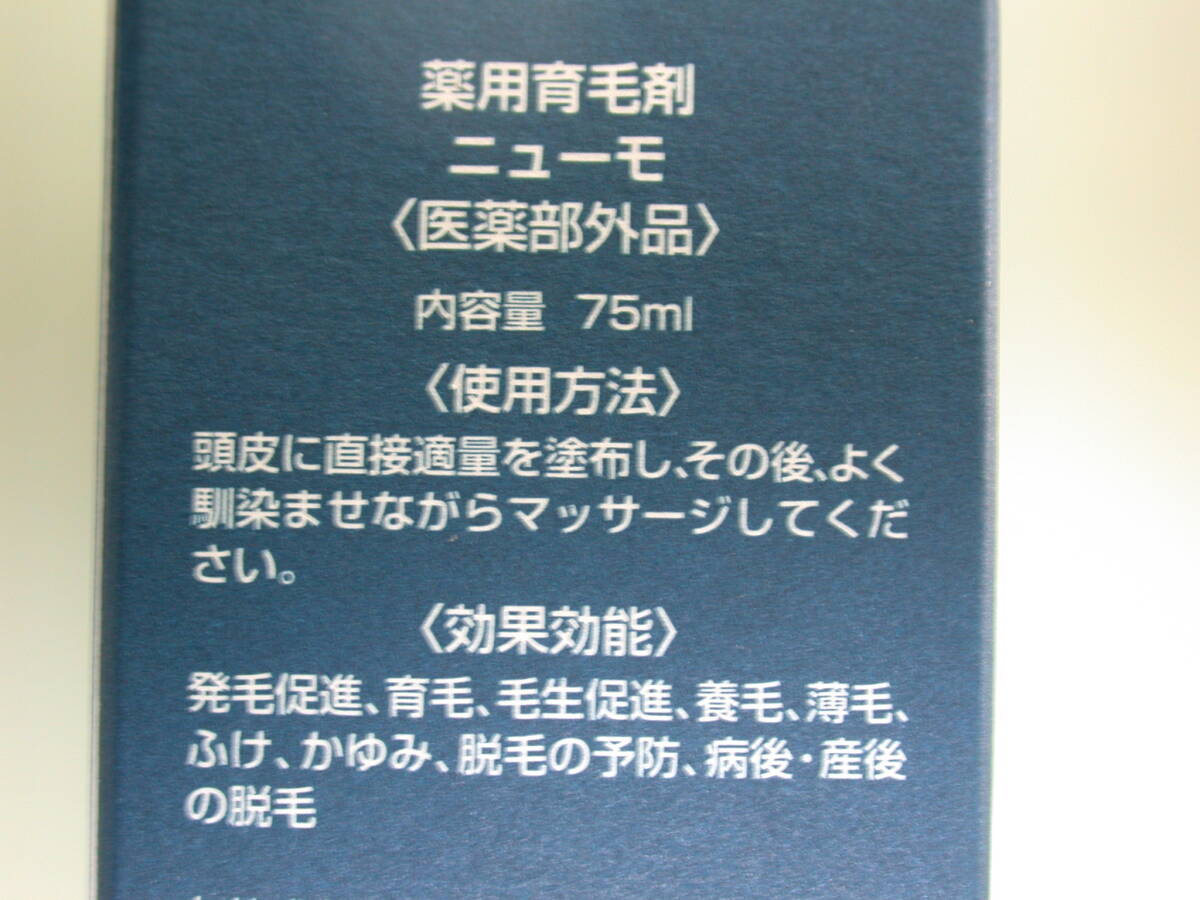 薬用育毛剤
ニューモ
〈医薬部外品〉
内容量 75ml
〈使用方法〉
頭皮に直接適量を塗布し、その後、よく
馴染ませながらマッサージしてくだ
さい。
〈効果効能〉
発毛促進、育毛、毛生促進、養毛、薄毛、
ふけ、かゆみ、脱毛の予防、病後・産後
の脱毛